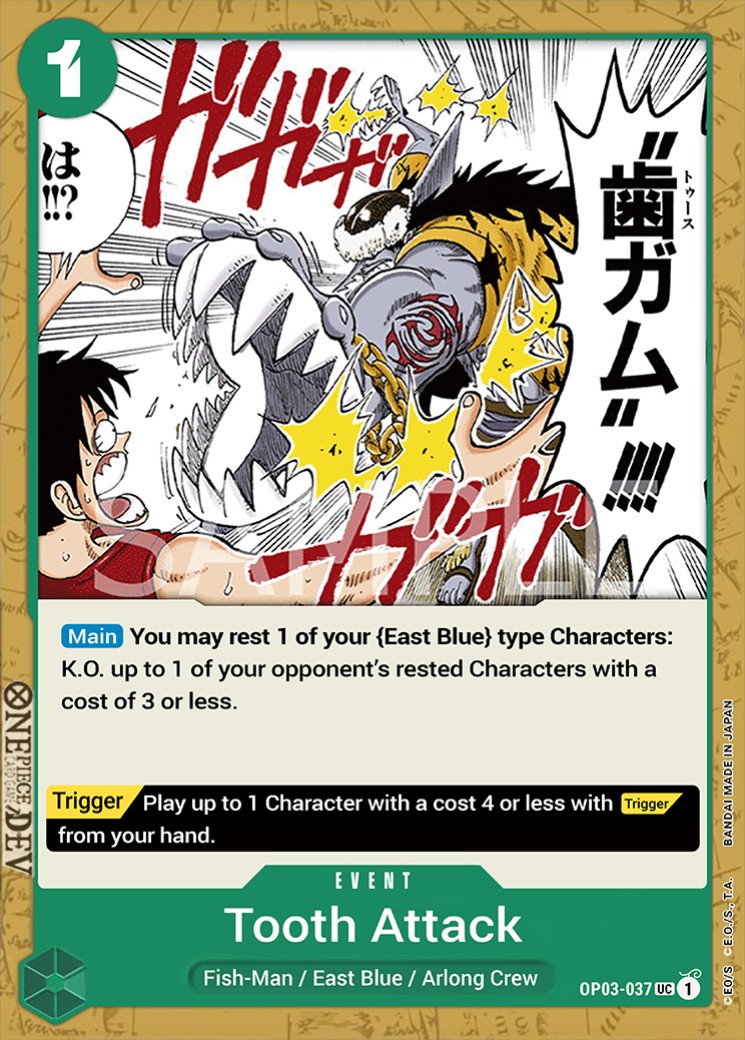 1
は
!!?
ガガガ
"歯ガム"!!!!
トゥース
ガガ
SAMPLE
Main You may rest 1 of your {East Blue} type Characters:
K.O. up to 1 of your opponent's rested Characters with a
cost of 3 or less.
Trigger Play up to 1 Character with a cost 4 or less with Trigger
from your hand.
EVENT
Tooth Attack
Fish-Man / East Blue / Arlong Crew
OP03-037 UC 1
ONE PIECE
CARD GAME
DEV
©E.O/S ©E.O./S., T.A. BANDAI MADE IN JAPAN